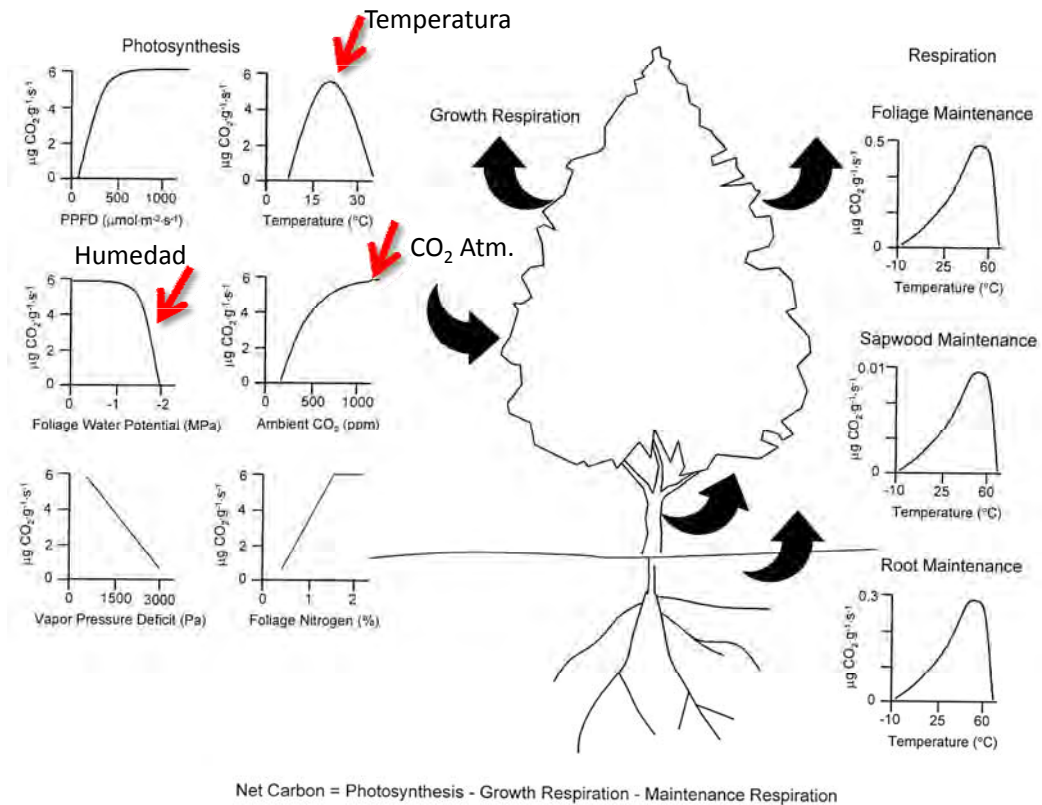 Temperatura
Photosynthesis
μg CO₂·g⁻¹·s⁻¹
6
4
2
0
0 500 1000
PPFD (μmol·m⁻²·s⁻¹)
μg CO₂·g⁻¹·s⁻¹
6
4
2
0
0 15 30
Temperature (°C)
Humedad
μg CO₂·g⁻¹·s⁻¹
6
4
2
0
0 -1 -2
Foliage Water Potential (MPa)
CO₂ Atm.
μg CO₂·g⁻¹·s⁻¹
6
4
2
0
0 500 1000
Ambient CO₂ (ppm)
μg CO₂·g⁻¹·s⁻¹
6
4
2
0
0 1500 3000
Vapor Pressure Deficit (Pa)
μg CO₂·g⁻¹·s⁻¹
6
4
2
0
0 1 2
Foliage Nitrogen (%)
Growth Respiration
Respiration
Foliage Maintenance
μg CO₂·g⁻¹·s⁻¹
0.5
0
-10 25 60
Temperature (°C)
Sapwood Maintenance
μg CO₂·g⁻¹·s⁻¹
0.01
0
-10 25 60
Temperature (°C)
Root Maintenance
μg CO₂·g⁻¹·s⁻¹
0.3
0
-10 25 60
Temperature (°C)
Net Carbon = Photosynthesis - Growth Respiration - Maintenance Respiration